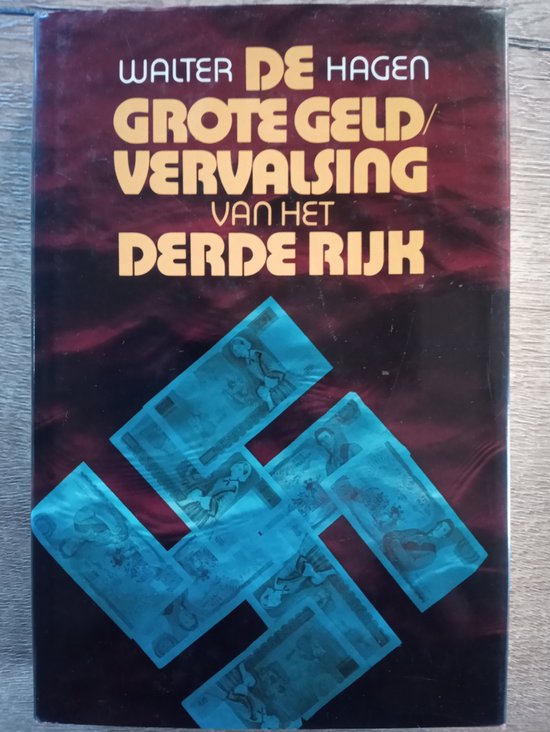 WALTER DE HAGEN
GROTE GELD/
VERVALSING
VAN HET
DERDE RIJK